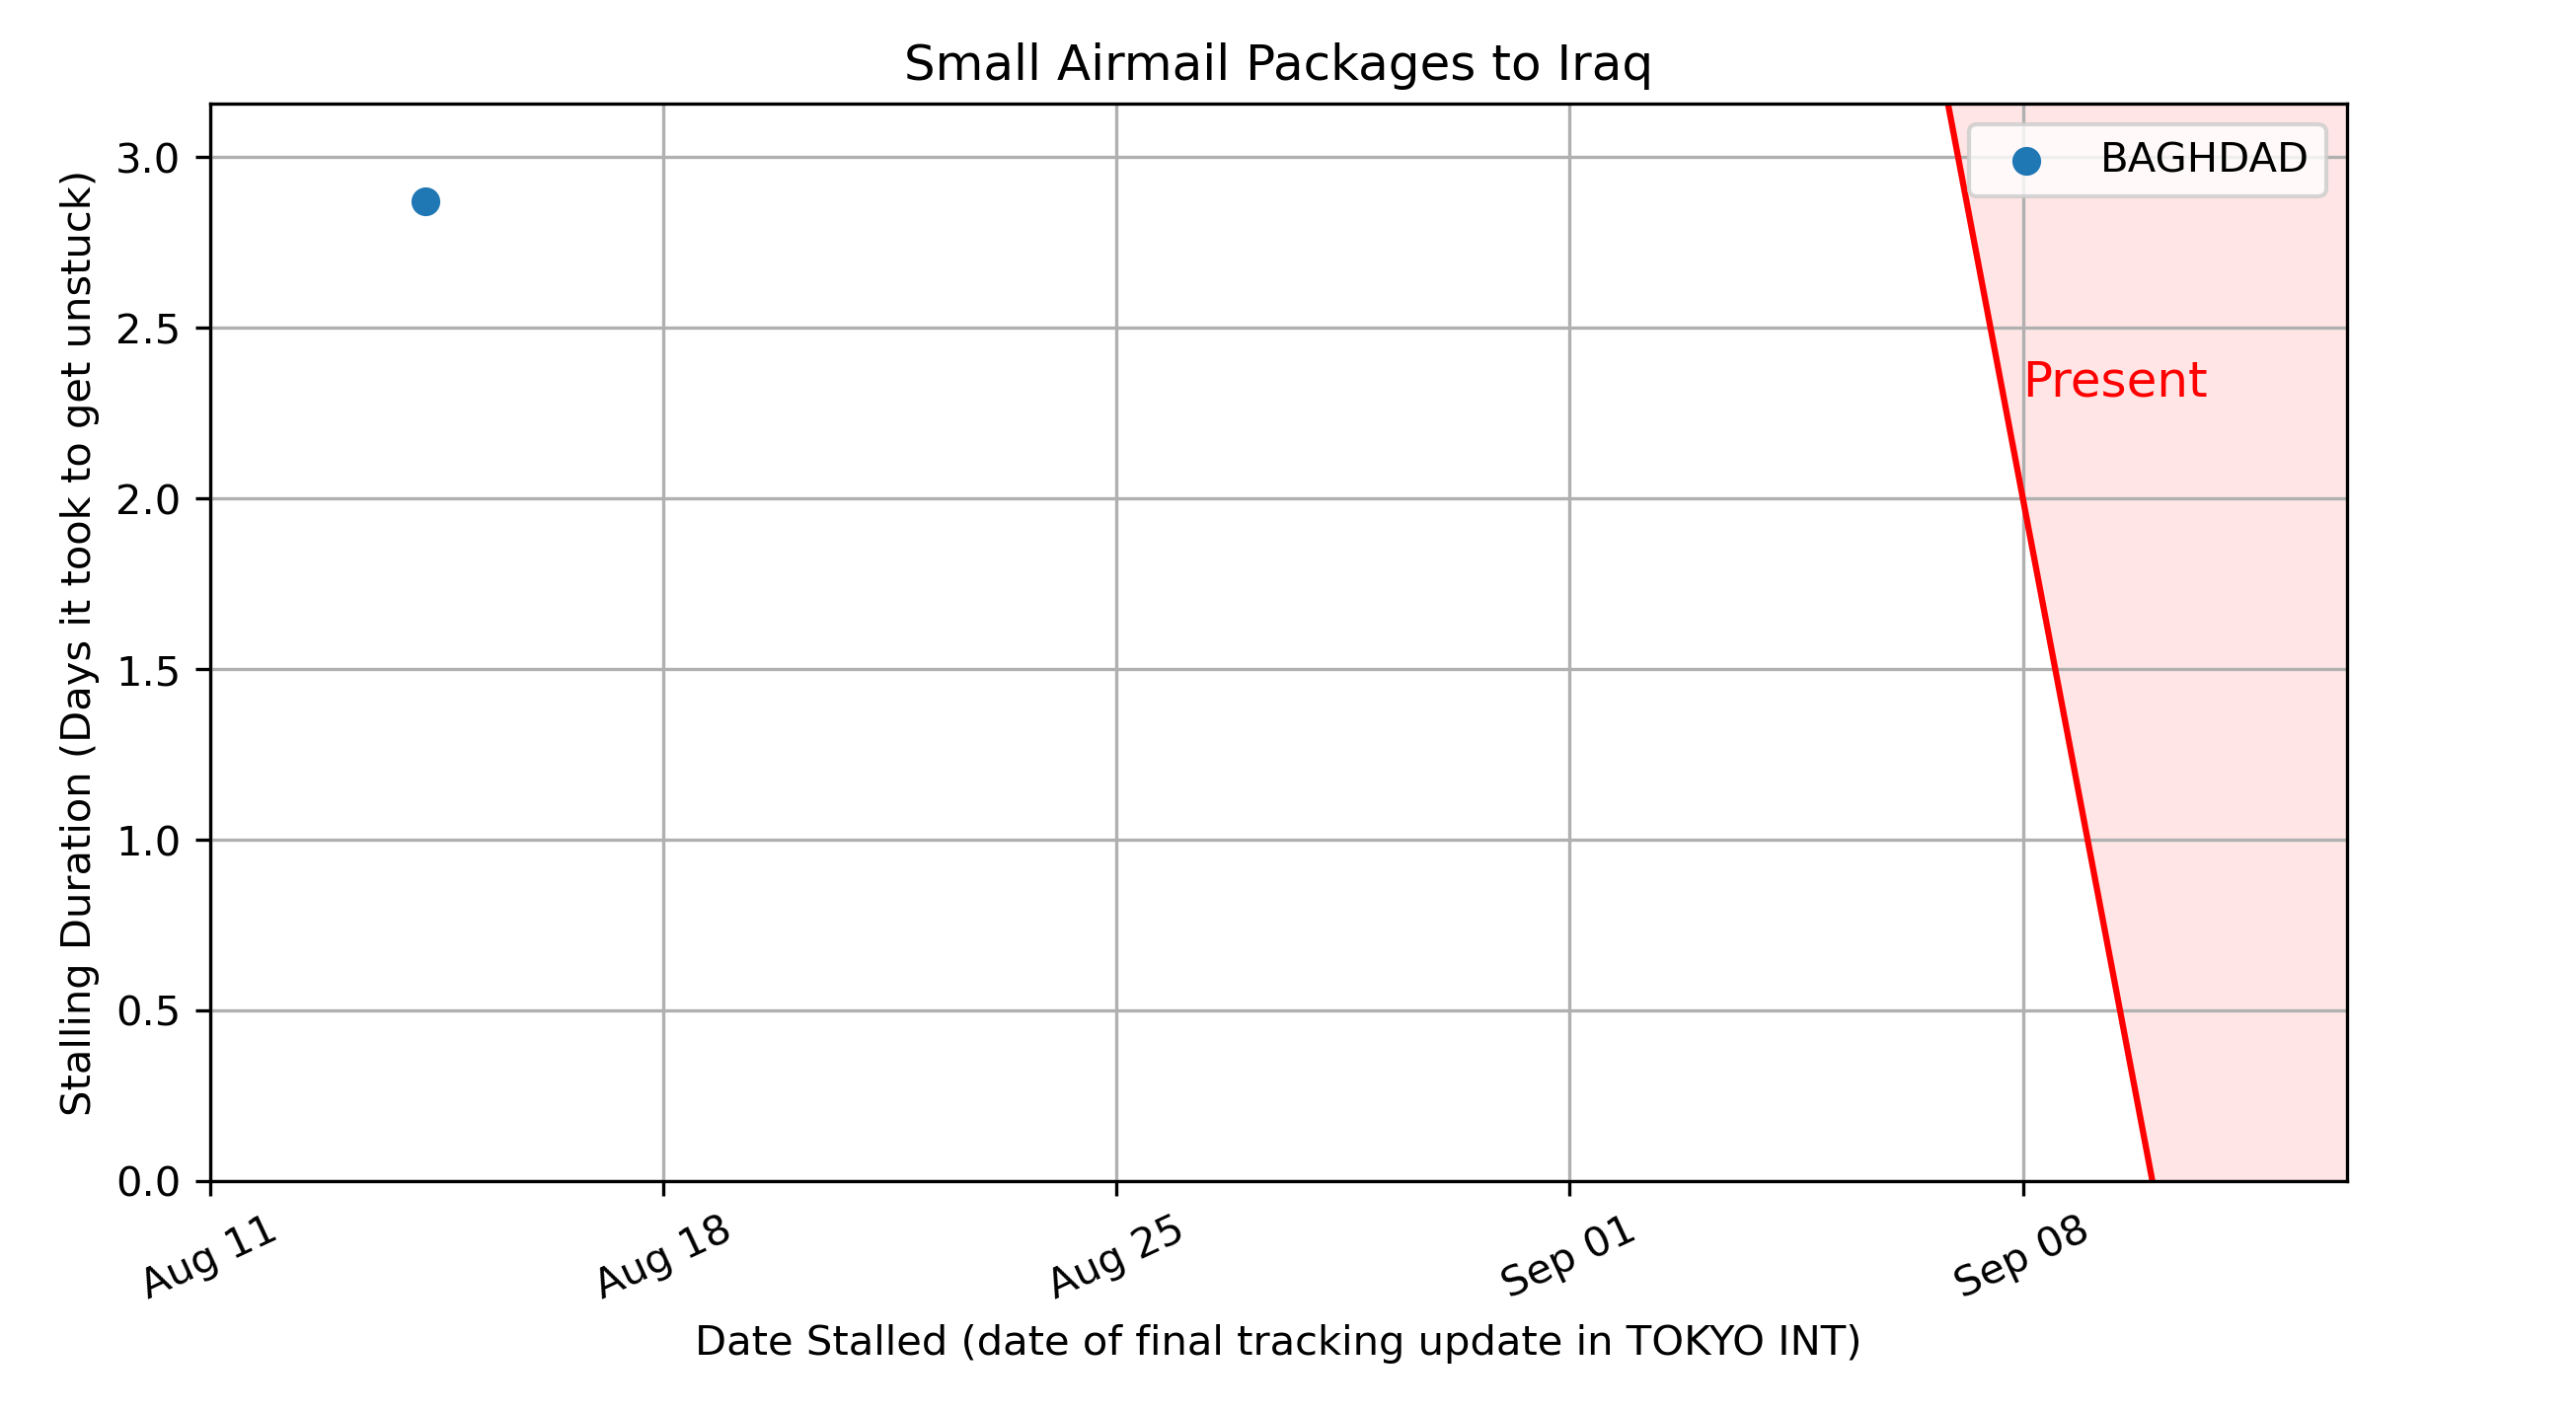 Small Airmail Packages to Iraq
Stalling Duration (Days it took to get unstuck)
3.0
2.5
2.0
1.5
1.0
0.5
0.0
BAGHDAD
Present
Aug 11
Aug 18
Aug 25
Sep 01
Sep 08
Date Stalled (date of final tracking update in TOKYO INT)